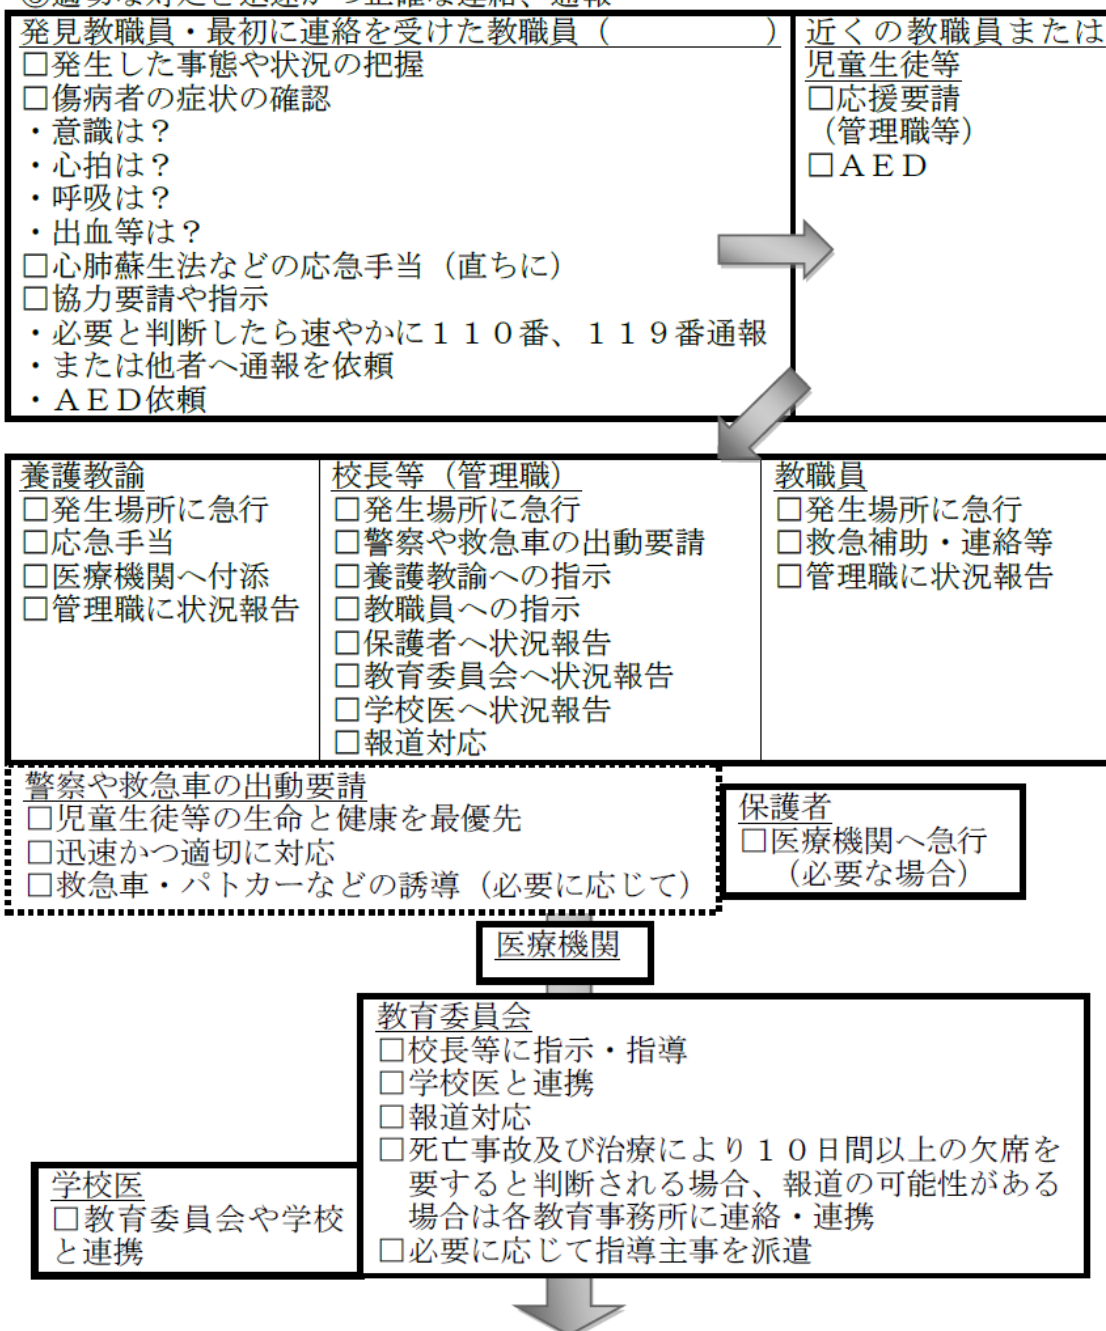 発見教職員・最初に連絡を受けた教職員（　　　　　）
□発生した事態や状況の把握
□傷病者の症状の確認
・意識は？
・心拍は？
・呼吸は？
・出血等は？
□心肺蘇生法などの応急手当（直ちに）
□協力要請や指示
・必要と判断したら速やかに１１０番、１１９番通報
・または他者へ通報を依頼
・ＡＥＤ依頼
近くの教職員または
児童生徒等
□応援要請
（管理職等）
□ＡＥＤ
養護教諭
□発生場所に急行
□応急手当
□医療機関へ付添
□管理職に状況報告
校長等（管理職）
□発生場所に急行
□警察や救急車の出動要請
□養護教諭への指示
□教職員への指示
□保護者へ状況報告
□教育委員会へ状況報告
□学校医へ状況報告
□報道対応
教職員
□発生場所に急行
□救急補助・連絡等
□管理職に状況報告
警察や救急車の出動要請
□児童生徒等の生命と健康を最優先
□迅速かつ適切に対応
□救急車・パトカーなどの誘導（必要に応じて）
保護者
□医療機関へ急行
（必要な場合）
医療機関
教育委員会
□校長等に指示・指導
□学校医と連携
□報道対応
□死亡事故及び治療により１０日間以上の欠席を
要すると判断される場合、報道の可能性がある
場合は各教育事務所に連絡・連携
□必要に応じて指導主事を派遣
学校医
□教育委員会や学校
と連携